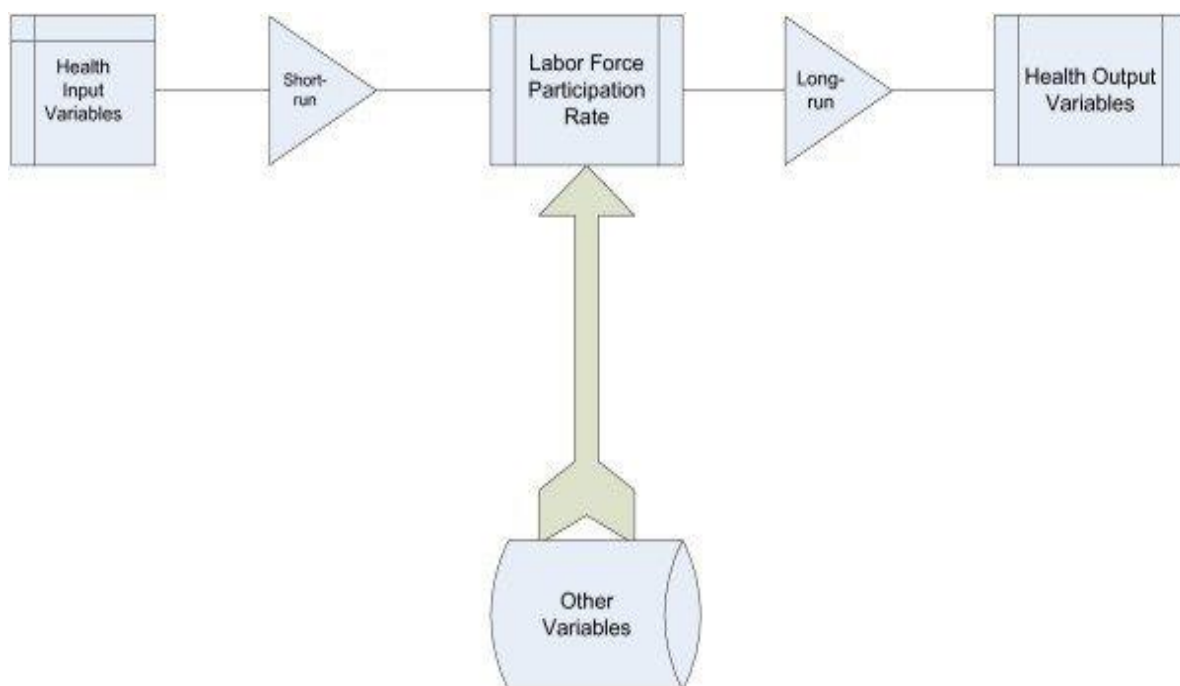 Health
Input
Variables
Short-
run
Labor Force
Participation
Rate
Long-
run
Health Output
Variables
Other
Variables